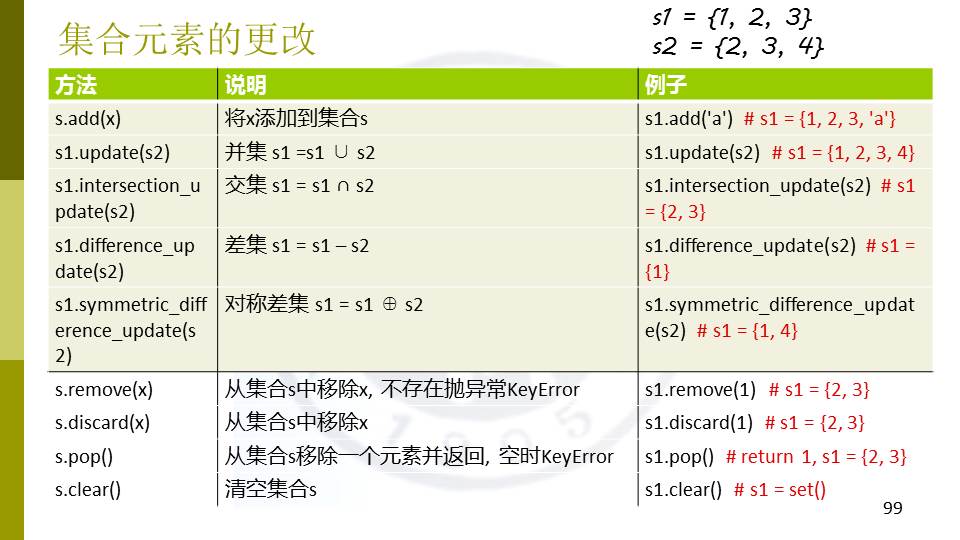 集合元素的更改
s1 = {1, 2, 3}
s2 = {2, 3, 4}
方法 说明 例子
s.add(x) 将x添加到集合s s1.add('a') # s1 = {1, 2, 3, 'a'}
s1.update(s2) 并集 s1 =s1 ∪ s2 s1.update(s2) # s1 = {1, 2, 3, 4}
s1.intersection_u 交集 s1 = s1 ∩ s2 s1.intersection_update(s2) # s1
pdate(s2) = {2, 3}
s1.difference_up 差集 s1 = s1 – s2 s1.difference_update(s2) # s1 =
date(s2) {1}
s1.symmetric_diff 对称差集 s1 = s1 ⊕ s2 s1.symmetric_difference_updat
erence_update(s e(s2) # s1 = {1, 4}
2)
s.remove(x) 从集合s中移除x, 不存在抛异常KeyError s1.remove(1) # s1 = {2, 3}
s.discard(x) 从集合s中移除x s1.discard(1) # s1 = {2, 3}
s.pop() 从集合s移除一个元素并返回, 空时KeyError s1.pop() # return 1, s1 = {2, 3}
s.clear() 清空集合s s1.clear() # s1 = set()
99